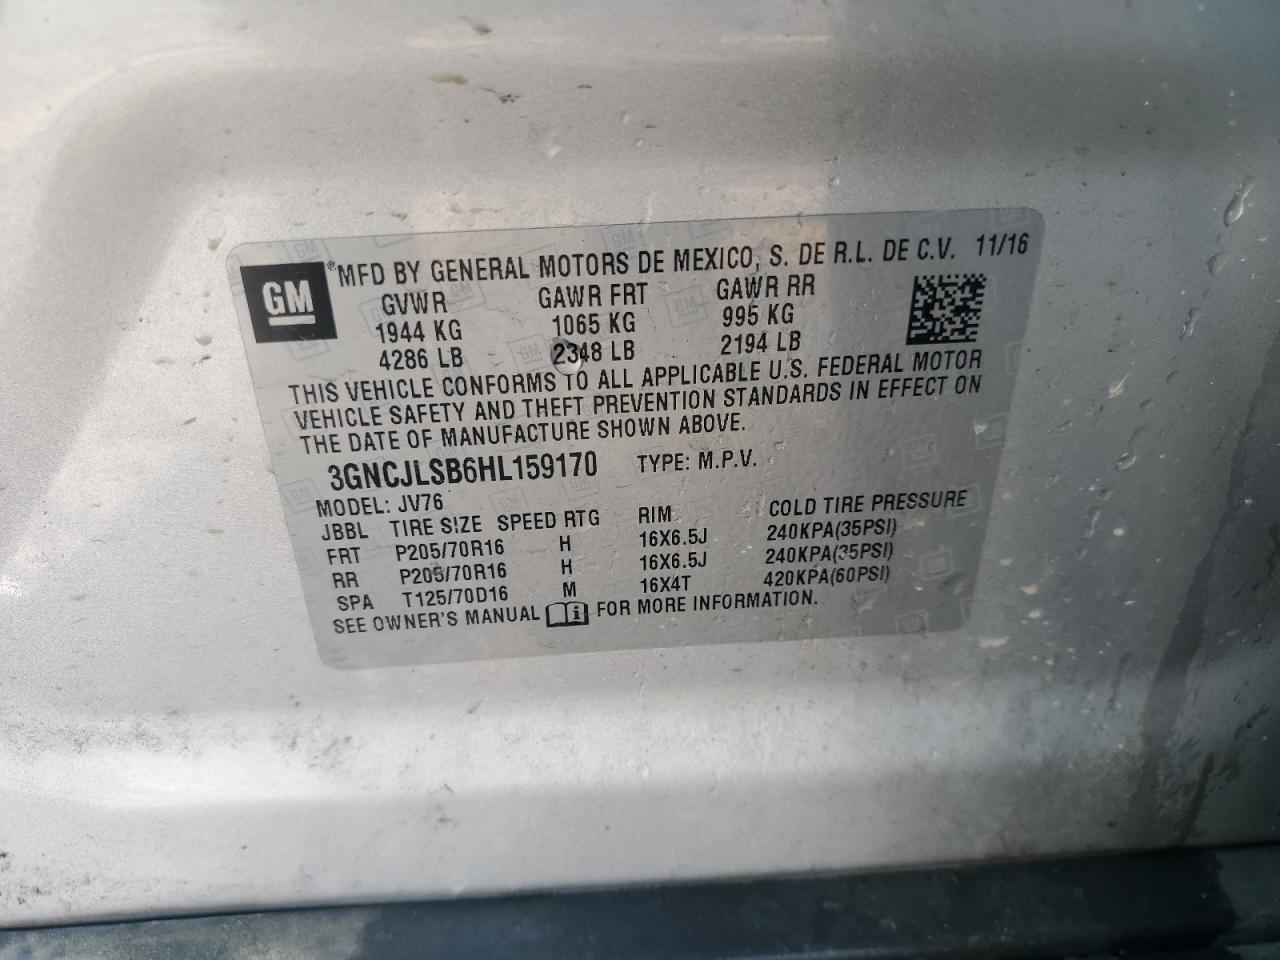 GM
®MFD BY GENERAL MOTORS DE MEXICO, S. DE R.L. DE C.V. 11/16
GVWR GAWR FRT GAWR RR
1944 KG 1065 KG 995 KG
4286 LB 2348 LB 2194 LB
THIS VEHICLE CONFORMS TO ALL APPLICABLE U.S. FEDERAL MOTOR
VEHICLE SAFETY AND THEFT PREVENTION STANDARDS IN EFFECT ON
THE DATE OF MANUFACTURE SHOWN ABOVE.
3GNCJLSB6HL159170 TYPE: M.P.V.
MODEL: JV76
JBBL TIRE SIZE SPEED RTG RIM COLD TIRE PRESSURE
FRT P205/70R16 H 16X6.5J 240KPA(35PSI)
RR P205/70R16 H 16X6.5J 240KPA(35PSI)
SPA T125/70D16 M 16X4T 420KPA(60PSI)
SEE OWNER'S MANUAL FOR MORE INFORMATION.